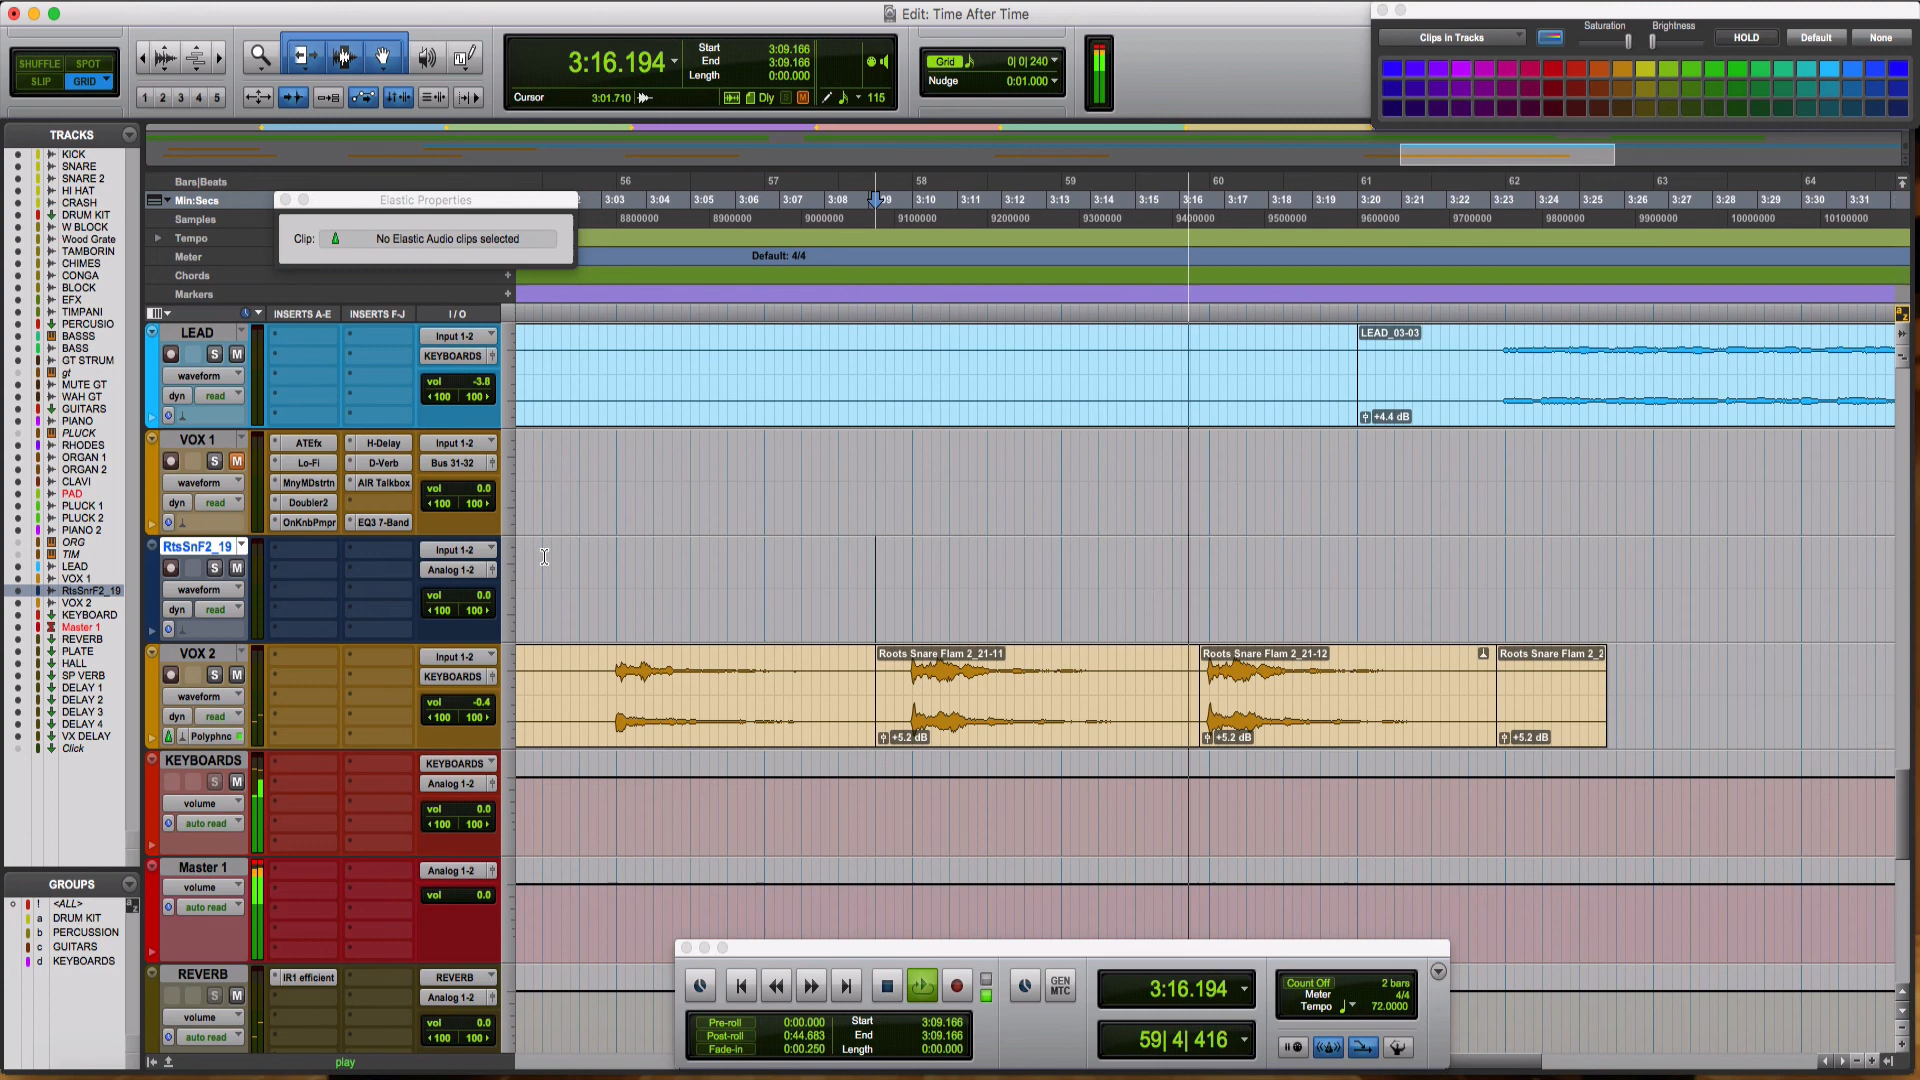 Edit: Time After Time
SHUFFLE SPOT
SLIP GRID
1 2 3 4 5
3:16.194
Start 3:09.166
End 3:09.166
Length 0:00.000
Cursor 3:01.710
Dly S M 115
Grid 0| 0| 240
Nudge 0:01.000
Clips in Tracks
Saturation Brightness
HOLD Default None
TRACKS
KICK
SNARE
SNARE 2
HI HAT
CRASH
DRUM KIT
W BLOCK
Wood Grate
TAMBORIN
CHIMES
CONGA
BLOCK
EFX
TIMPANI
PERCUSIO
BASSS
BASS
GT STRUM
gt
MUTE GT
WAH GT
GUITARS
PIANO
PLUCK
RHODES
ORGAN 1
ORGAN 2
CLAVI
PAD
PLUCK 1
PLUCK 2
PIANO 2
ORG
TIM
LEAD
VOX 1
RtsSnrF2_19
VOX 2
KEYBOARD
Master 1
REVERB
PLATE
HALL
SP VERB
DELAY 1
DELAY 2
DELAY 3
DELAY 4
VX DELAY
Click
GROUPS
! <ALL>
a DRUM KIT
b PERCUSSION
c GUITARS
d KEYBOARDS
Bars|Beats 56 57 58 59 60 61 62 63 64
Min:Secs 3:03 3:04 3:05 3:06 3:07 3:08 3:09 3:10 3:11 3:12 3:13 3:14 3:15 3:16 3:17 3:18 3:19 3:20 3:21 3:22 3:23 3:24 3:25 3:26 3:27 3:28 3:29 3:30 3:31
Samples 8800000 8900000 9000000 9100000 9200000 9300000 9400000 9500000 9600000 9700000 9800000 9900000 10000000 10100000
Tempo
Meter Default: 4/4
Chords
Markers
Elastic Properties
Clip: No Elastic Audio clips selected
INSERTS A-E INSERTS F-J I / O
LEAD
S M
waveform
dyn read
Input 1-2
KEYBOARDS
vol -3.8
100 100
LEAD_03-03
+4.4 dB
VOX 1
S M
waveform
dyn read
ATEfx
Lo-Fi
MnyMDstrtn
Doubler2
OnKnbPmpr
H-Delay
D-Verb
AIR Talkbox
EQ3 7-Band
Input 1-2
Bus 31-32
vol 0.0
100 100
RtsSnF2_19
S M
waveform
dyn read
Input 1-2
Analog 1-2
vol 0.0
100 100
VOX 2
S M
waveform
dyn read
Polyphnc
Input 1-2
KEYBOARDS
vol -0.4
100 100
Roots Snare Flam 2_21-11
+5.2 dB
Roots Snare Flam 2_21-12
+5.2 dB
Roots Snare Flam 2_2
+5.2 dB
KEYBOARDS
S M
volume
auto read
KEYBOARDS
Analog 1-2
vol 0.0
100 100
Master 1
volume
auto read
Analog 1-2
vol 0.0
REVERB
S M
volume
auto read
IR1 efficient
REVERB
Analog 1-2
vol 0.0
100 100
play
GEN
MTC
Pre-roll 0:00.000
Post-roll 0:44.683
Fade-in 0:00.250
Start 3:09.166
End 3:09.166
Length 0:00.000
3:16.194
59| 4| 416
Count Off 2 bars
Meter 4/4
Tempo 72.0000